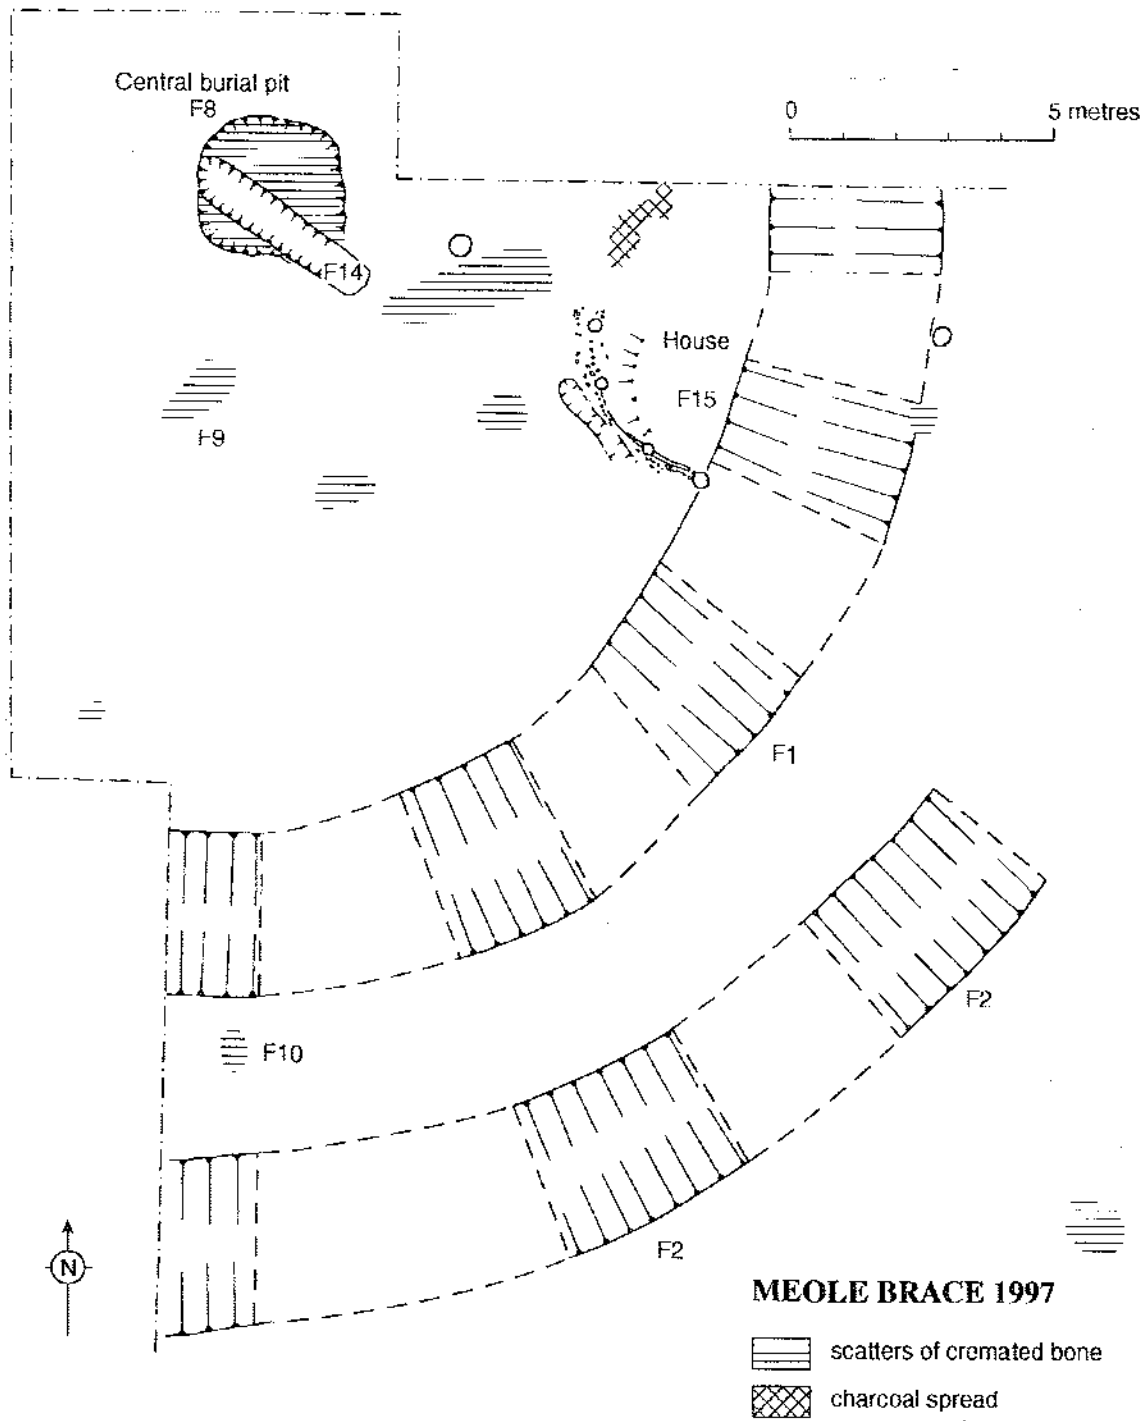 Central burial pit
F8
0 5 metres
F14
House
F15
F9
F1
F2
F10
F2
N
MEOLE BRACE 1997
scatters of cremated bone
charcoal spread